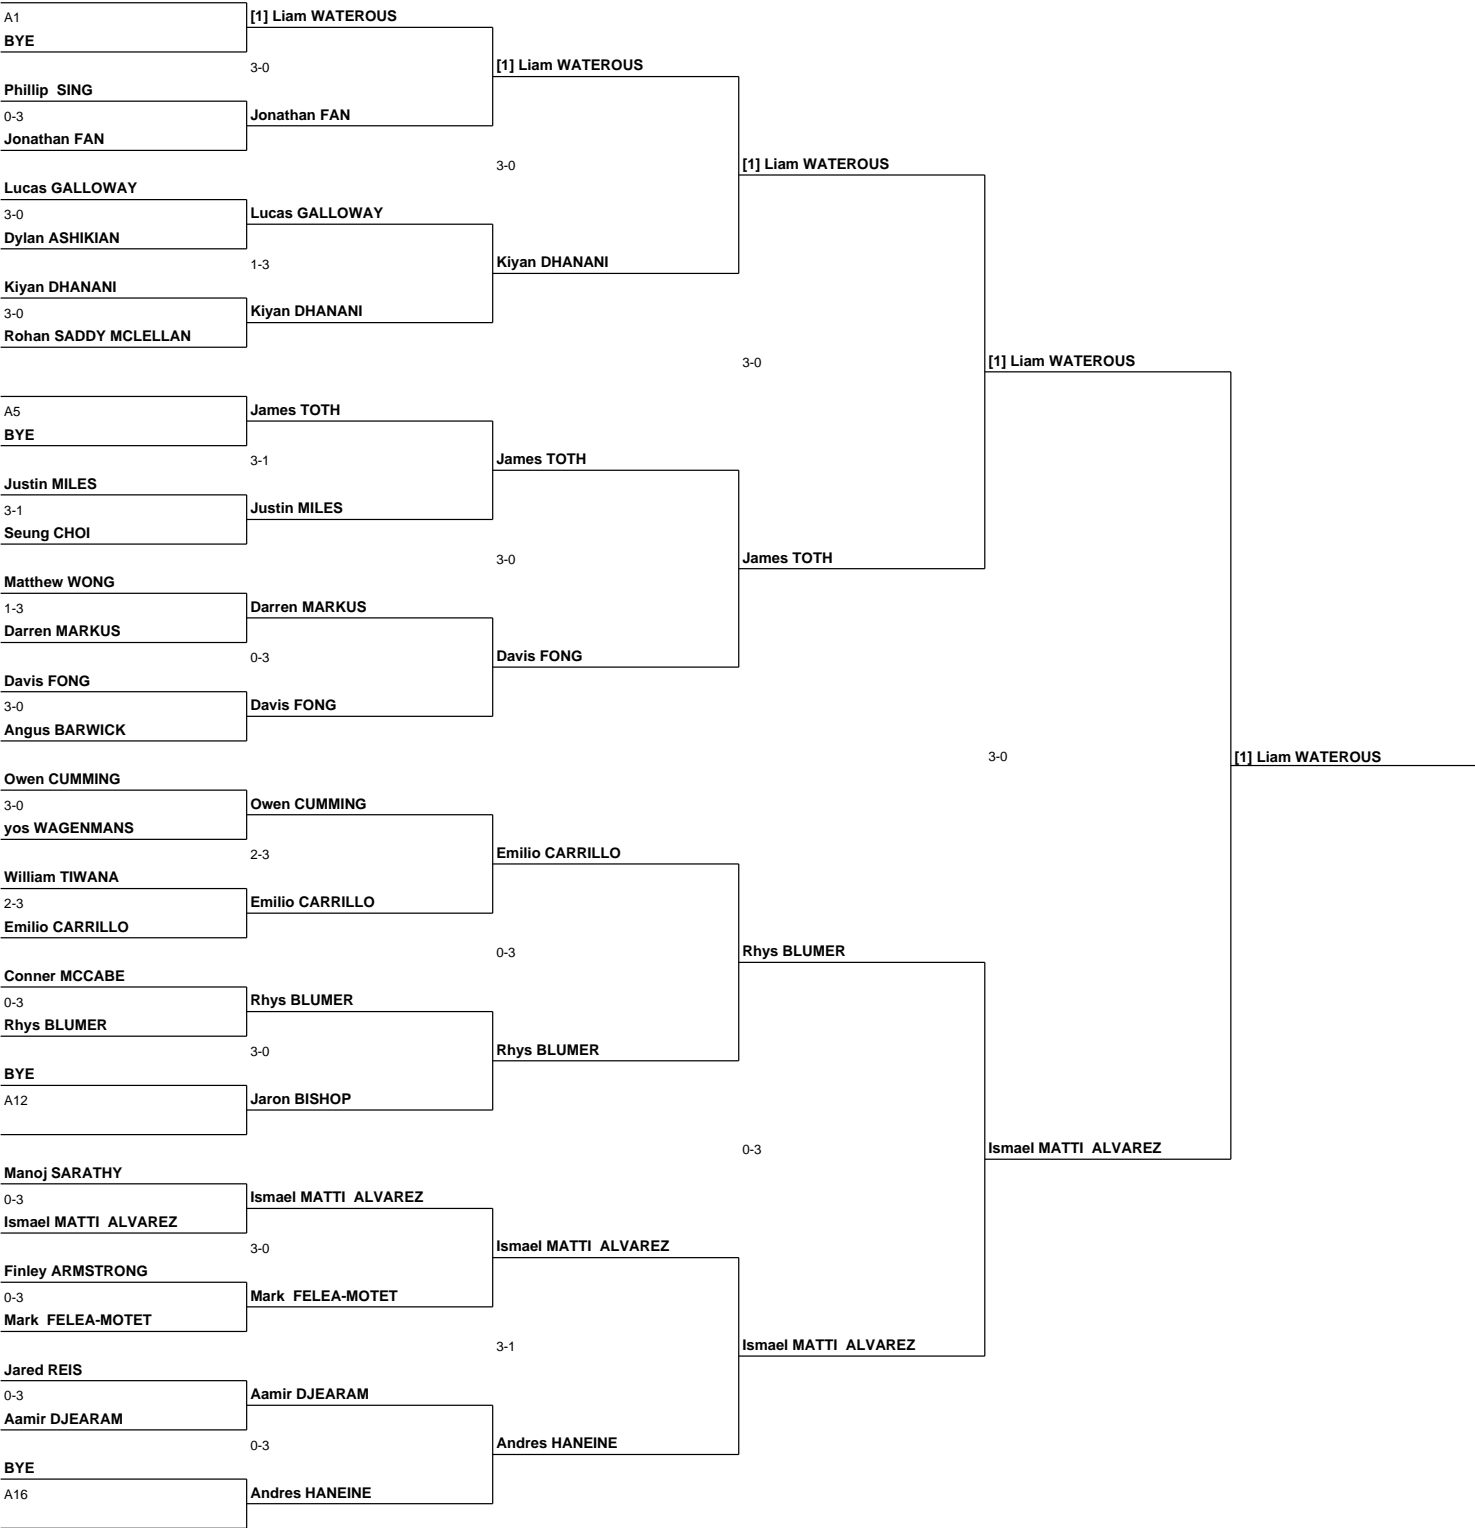 A1
BYE
[1] Liam WATEROUS
3-0
[1] Liam WATEROUS
Phillip  SING
0-3
Jonathan FAN
Jonathan FAN
3-0
[1] Liam WATEROUS
Lucas GALLOWAY
3-0
Dylan ASHIKIAN
Lucas GALLOWAY
1-3
Kiyan DHANANI
Kiyan DHANANI
3-0
Rohan SADDY MCLELLAN
Kiyan DHANANI
3-0
[1] Liam WATEROUS
A5
BYE
James TOTH
3-1
James TOTH
Justin MILES
3-1
Seung CHOI
Justin MILES
3-0
James TOTH
Matthew WONG
1-3
Darren MARKUS
Darren MARKUS
0-3
Davis FONG
Davis FONG
3-0
Angus BARWICK
Davis FONG
3-0
[1] Liam WATEROUS
Owen CUMMING
3-0
yos WAGENMANS
Owen CUMMING
2-3
Emilio CARRILLO
William TIWANA
2-3
Emilio CARRILLO
Emilio CARRILLO
0-3
Rhys BLUMER
Conner MCCABE
0-3
Rhys BLUMER
Rhys BLUMER
3-0
Rhys BLUMER
BYE
A12
Jaron BISHOP
0-3
Ismael MATTI  ALVAREZ
Manoj SARATHY
0-3
Ismael MATTI  ALVAREZ
Ismael MATTI  ALVAREZ
3-0
Ismael MATTI  ALVAREZ
Finley ARMSTRONG
0-3
Mark  FELEA-MOTET
Mark  FELEA-MOTET
3-1
Ismael MATTI  ALVAREZ
Jared REIS
0-3
Aamir DJEARAM
Aamir DJEARAM
0-3
Andres HANEINE
BYE
A16
Andres HANEINE